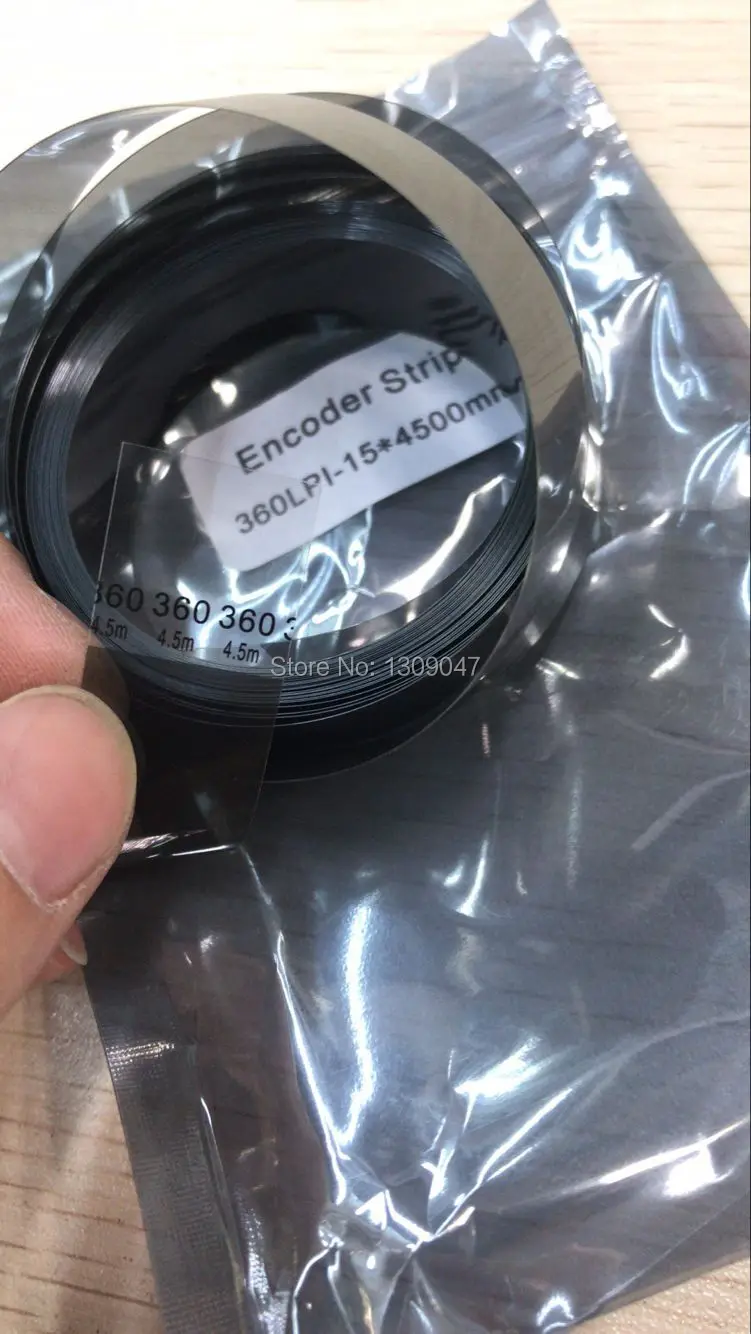 Encoder Strip
360LPI-15*4500mm
360 360 360
4.5m 4.5m 4.5m
Store No: 1309047